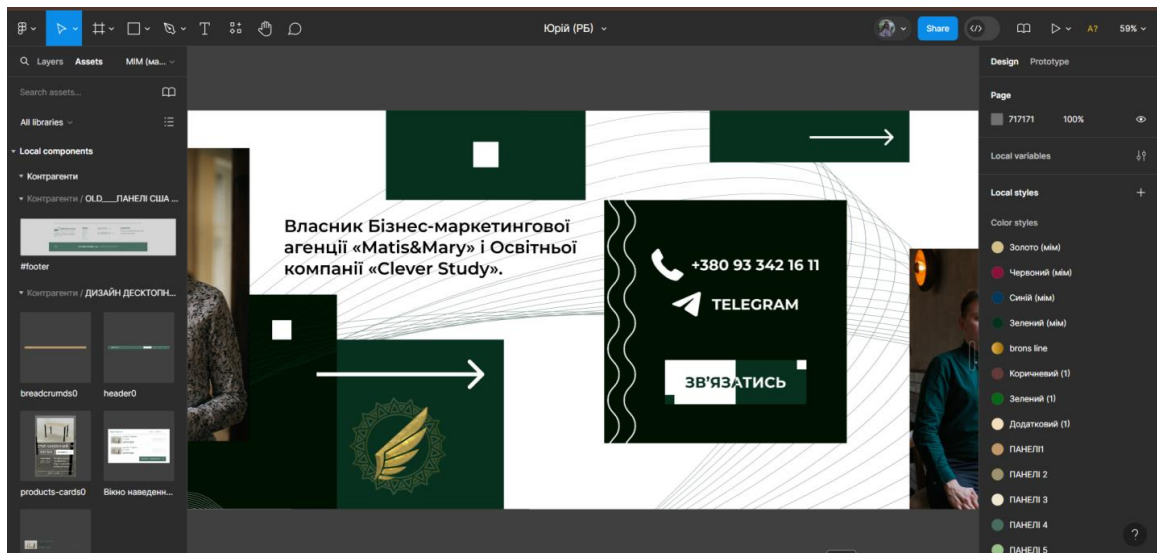 Юрій (РБ)
Share
A?
59%
Layers
Assets
МІМ (ма...
Search assets...
All libraries
Local components
Контрагенти
Контрагенти / OLD___ПАНЕЛІ США ...
#footer
Контрагенти / ДИЗАЙН ДЕСКТОПН...
breadcrumds0
header0
products-cards0
Вікно наведенн...
Власник Бізнес-маркетингової
агенції «Matis&Mary» і Освітньої
компанії «Clever Study».
+380 93 342 16 11
TELEGRAM
ЗВ’ЯЗАТИСЬ
Design
Prototype
Page
717171
100%
Local variables
Local styles
Color styles
Золото (мім)
Червоний (мім)
Синій (мім)
Зелений (мім)
brons line
Коричневий (1)
Зелений (1)
Додатковий (1)
ПАНЕЛІ1
ПАНЕЛІ 2
ПАНЕЛІ 3
ПАНЕЛІ 4
ПАНЕЛІ 5
?